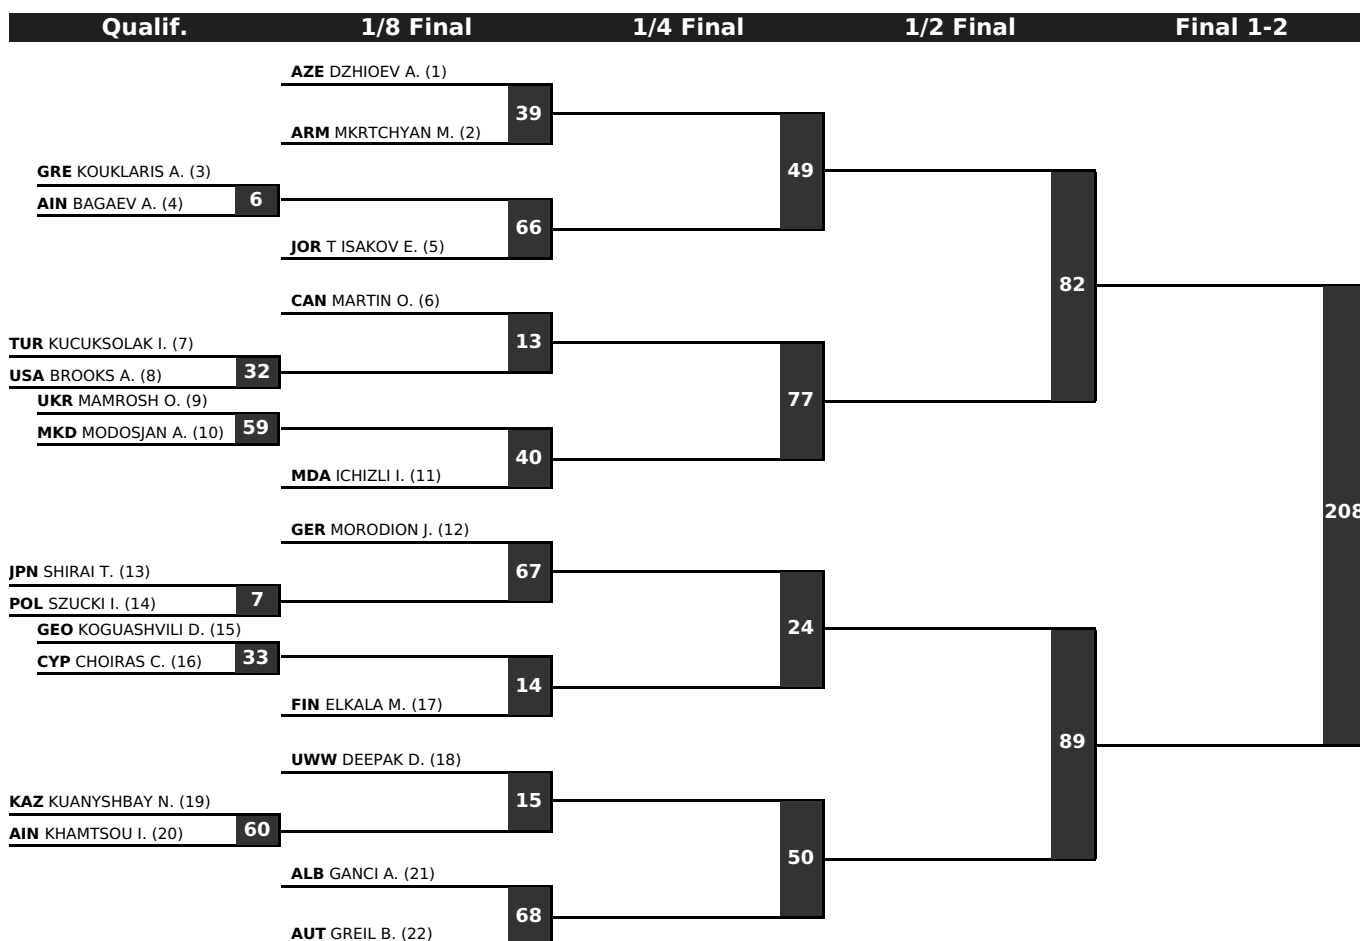 Qualif. 1/8 Final 1/4 Final 1/2 Final Final 1-2
AZE DZHIOEV A. (1)
39
ARM MKRTCHYAN M. (2)
49
GRE KOUKLARIS A. (3)
6
AIN BAGAEV A. (4)
66
JOR T ISAKOV E. (5)
82
CAN MARTIN O. (6)
13
TUR KUCUKSOLAK I. (7)
32
USA BROOKS A. (8)
77
UKR MAMROSH O. (9)
59
MKD MODOSJAN A. (10)
40
MDA ICHIZLI I. (11)
208
GER MORODION J. (12)
67
JPN SHIRAI T. (13)
7
POL SZUCKI I. (14)
24
GEO KOGUASHVILI D. (15)
33
CYP CHOIRAS C. (16)
14
FIN ELKALA M. (17)
89
UWW DEEPAK D. (18)
15
KAZ KUANYSHBAY N. (19)
60
AIN KHAMTSOU I. (20)
50
ALB GANCI A. (21)
68
AUT GREIL B. (22)